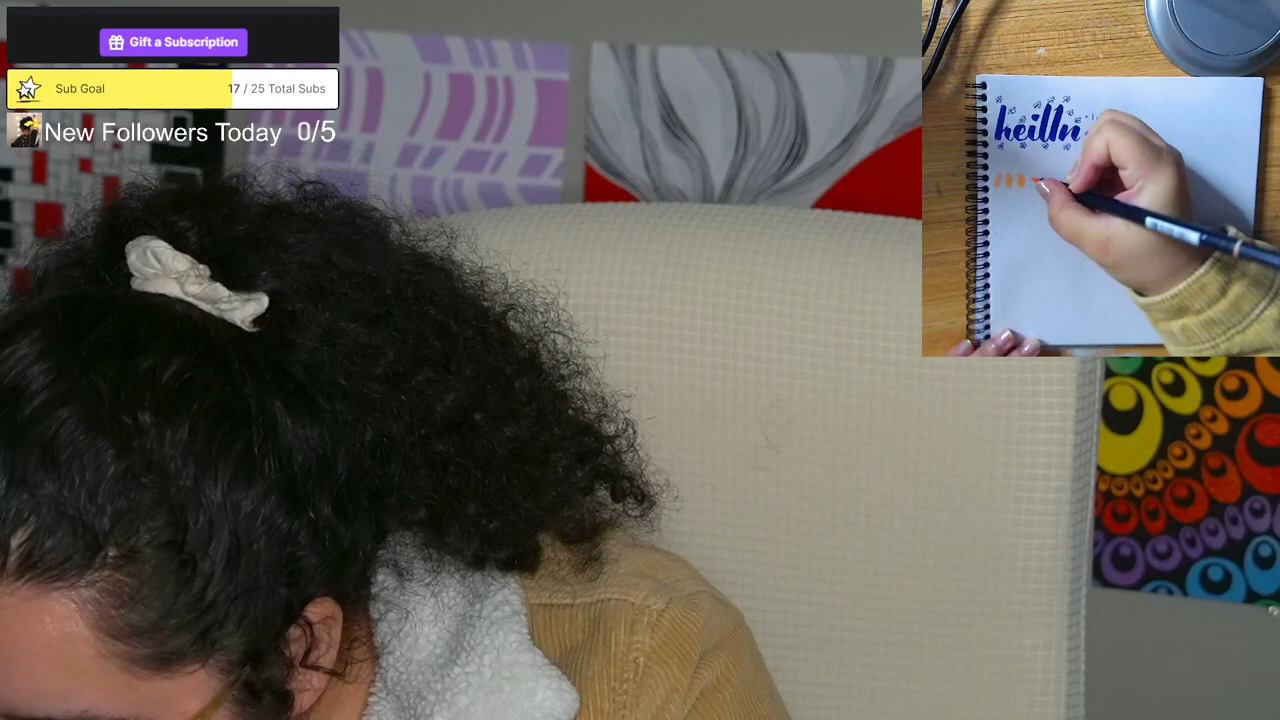 Gift a Subscription
Sub Goal 17 / 25 Total Subs
New Followers Today 0/5
heilln